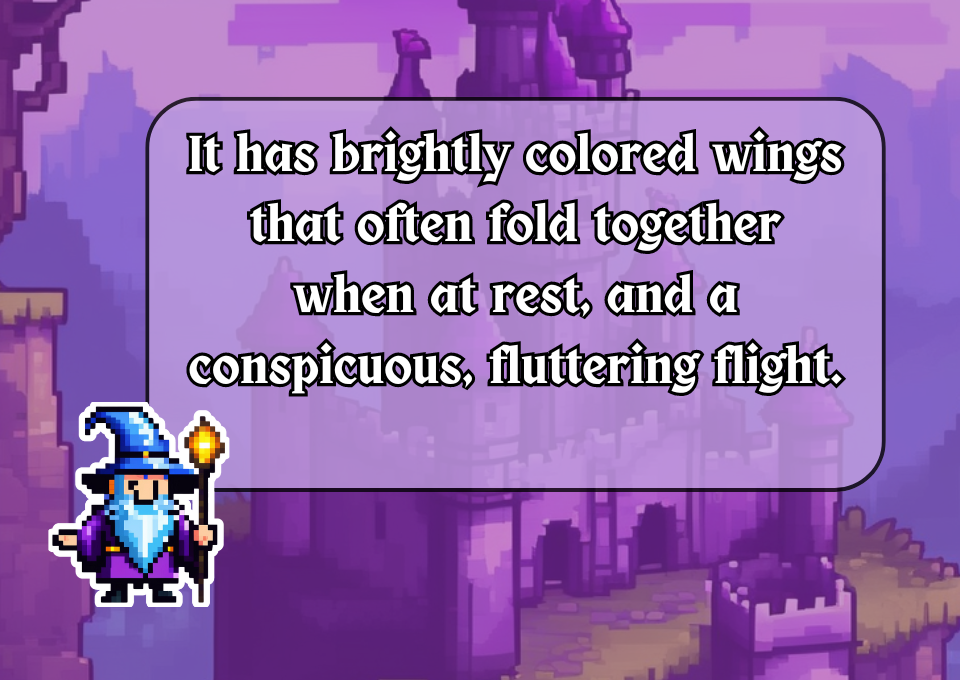 It has brightly colored wings
that often fold together
when at rest, and a
conspicuous, fluttering flight.